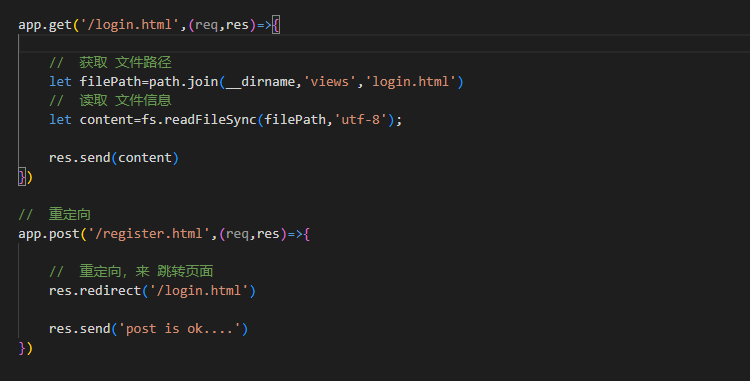 app.get('/login.html',(req,res)=>{
//  获取 文件路径
let filePath=path.join(__dirname,'views','login.html')
//  读取 文件信息
let content=fs.readFileSync(filePath,'utf-8');
res.send(content)
})
//  重定向
app.post('/register.html',(req,res)=>{
//  重定向，来 跳转页面
res.redirect('/login.html')
res.send('post is ok....')
})